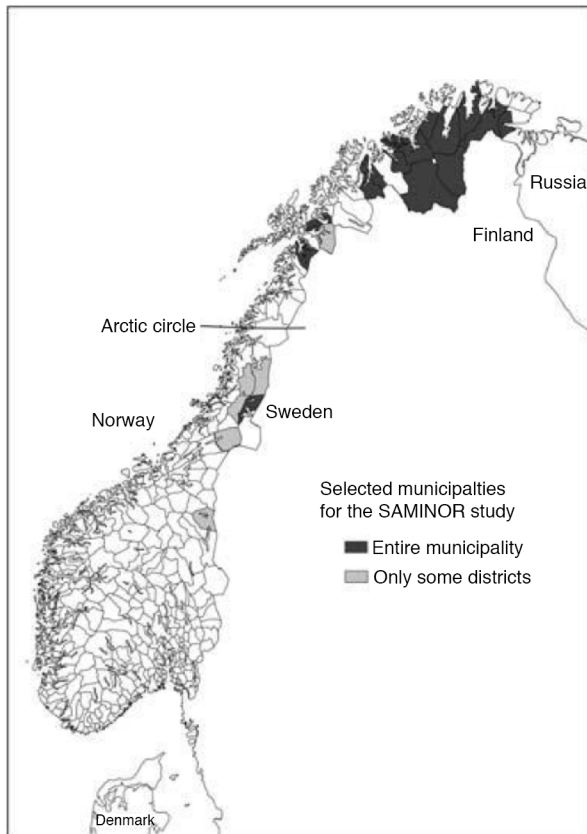 Russia
Finland
Arctic circle
Norway
Sweden
Selected municipalties
for the SAMINOR study
Entire municipality
Only some districts
Denmark